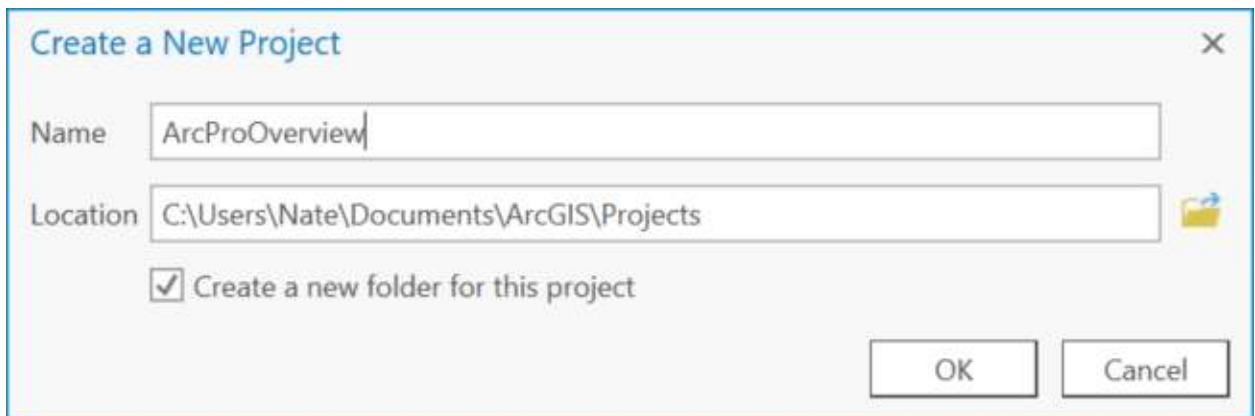 Create a New Project
Name ArcProOverview
Location C:\Users\Nate\Documents\ArcGIS\Projects
Create a new folder for this project
OK Cancel